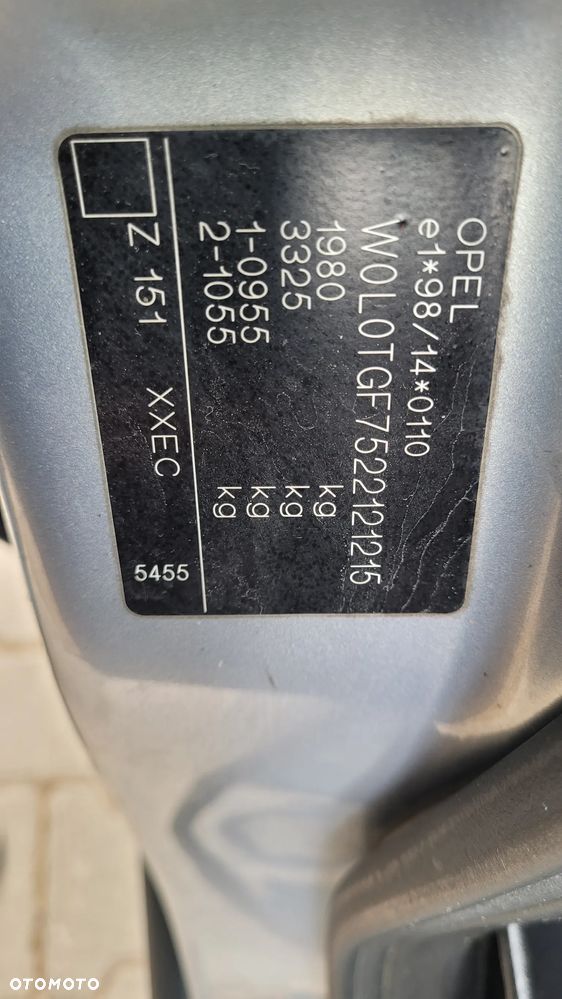 OPEL
e1*98/14*0110
W0L0TGF7522121215
1980 kg
3325 kg
1-0955 kg
2-1055 kg
Z 151 XXEC
5455
OTOMOTO